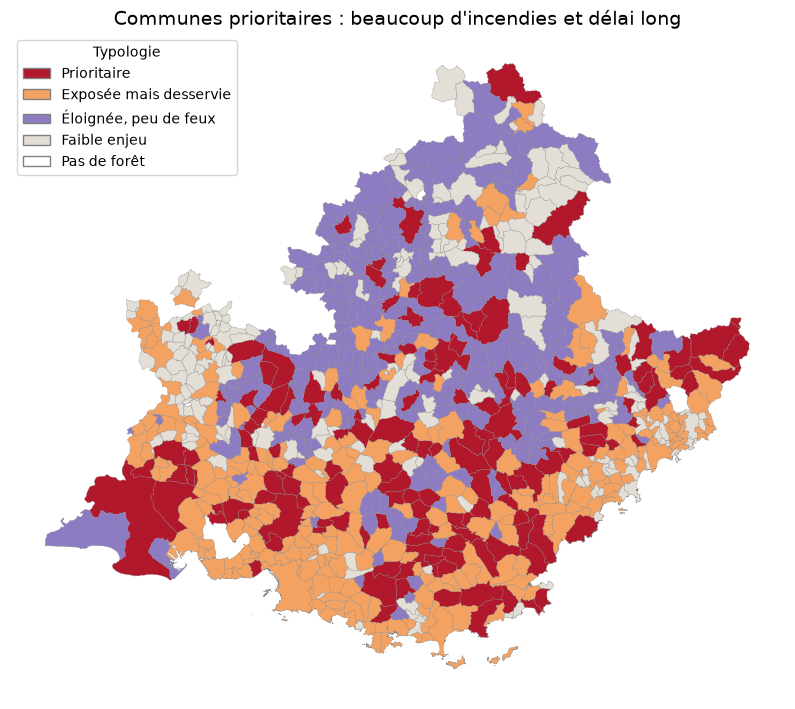 Communes prioritaires : beaucoup d'incendies et délai long
Typologie
Prioritaire
Exposée mais desservie
Éloignée, peu de feux
Faible enjeu
Pas de forêt